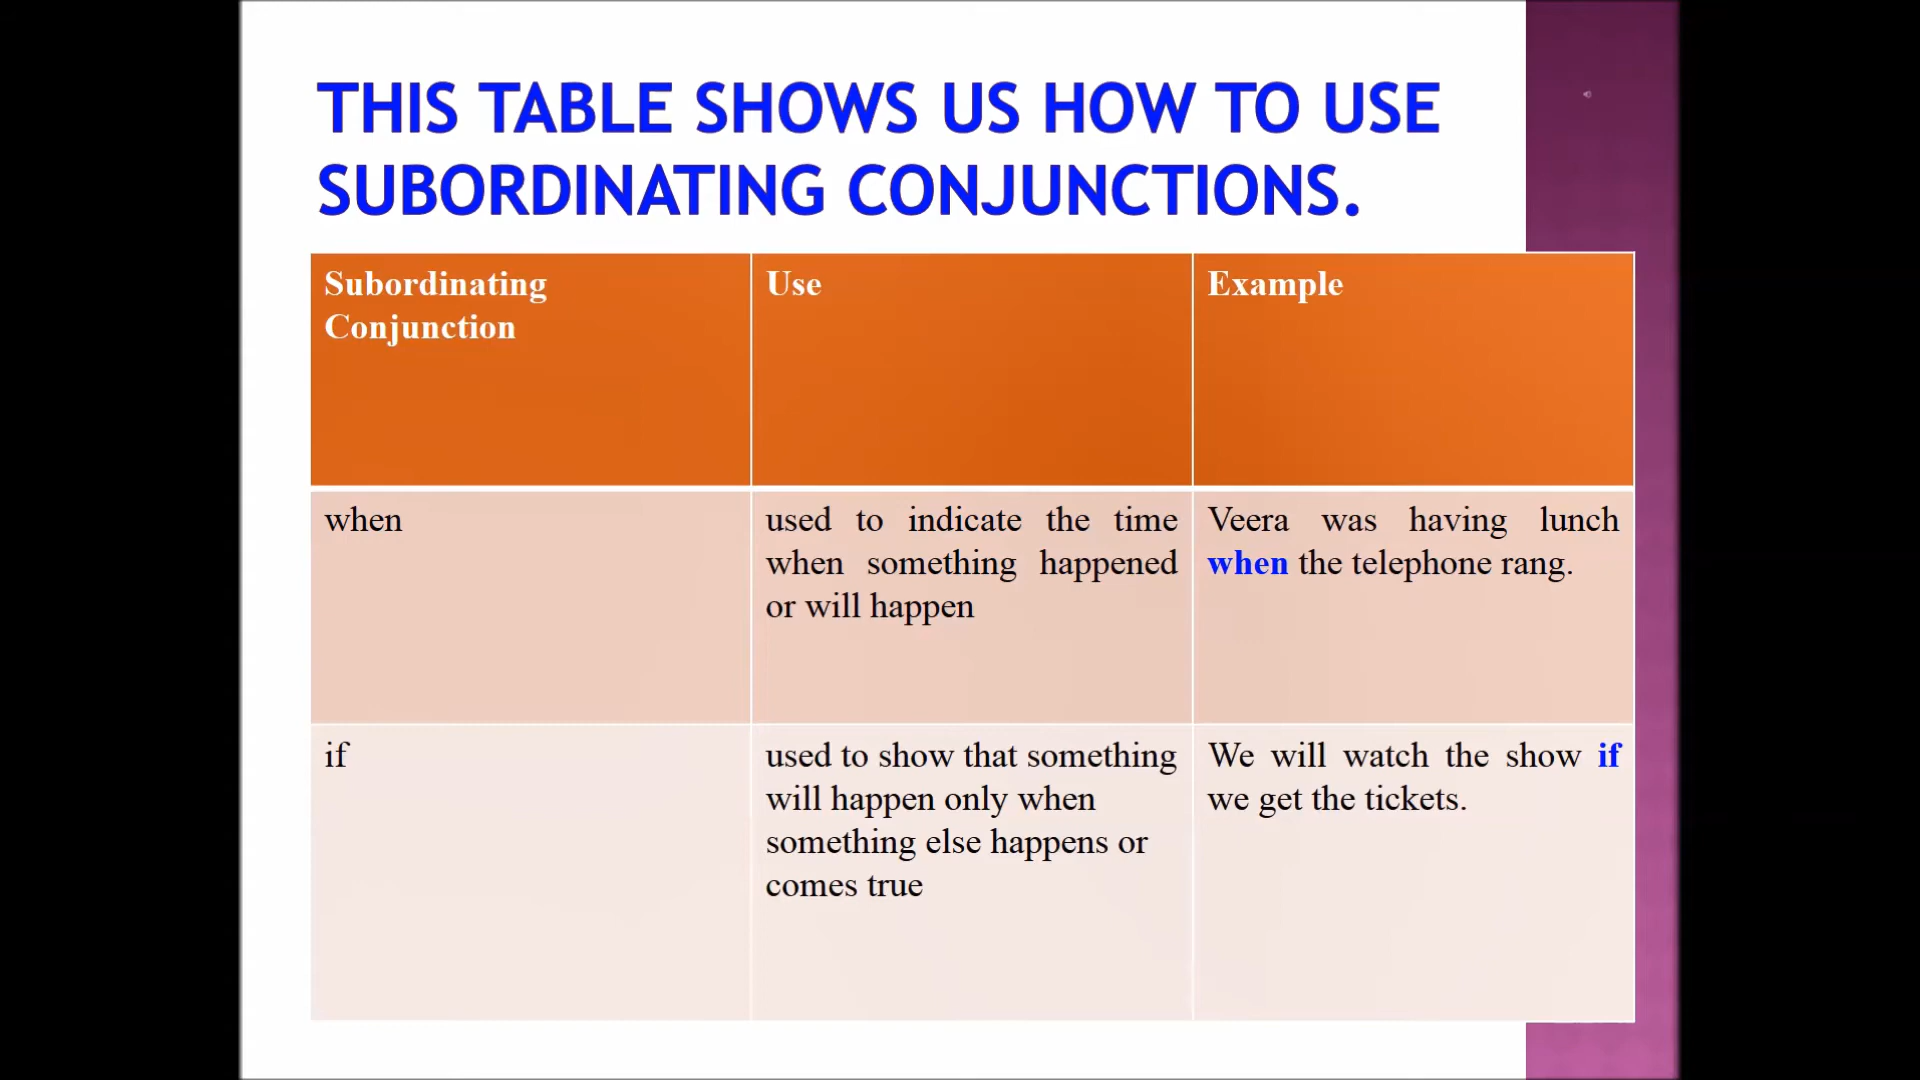 THIS TABLE SHOWS US HOW TO USE
SUBORDINATING CONJUNCTIONS.
Subordinating
Conjunction
Use
Example
when
used to indicate the time
when something happened
or will happen
Veera was having lunch
when the telephone rang.
if
used to show that something
will happen only when
something else happens or
comes true
We will watch the show if
we get the tickets.